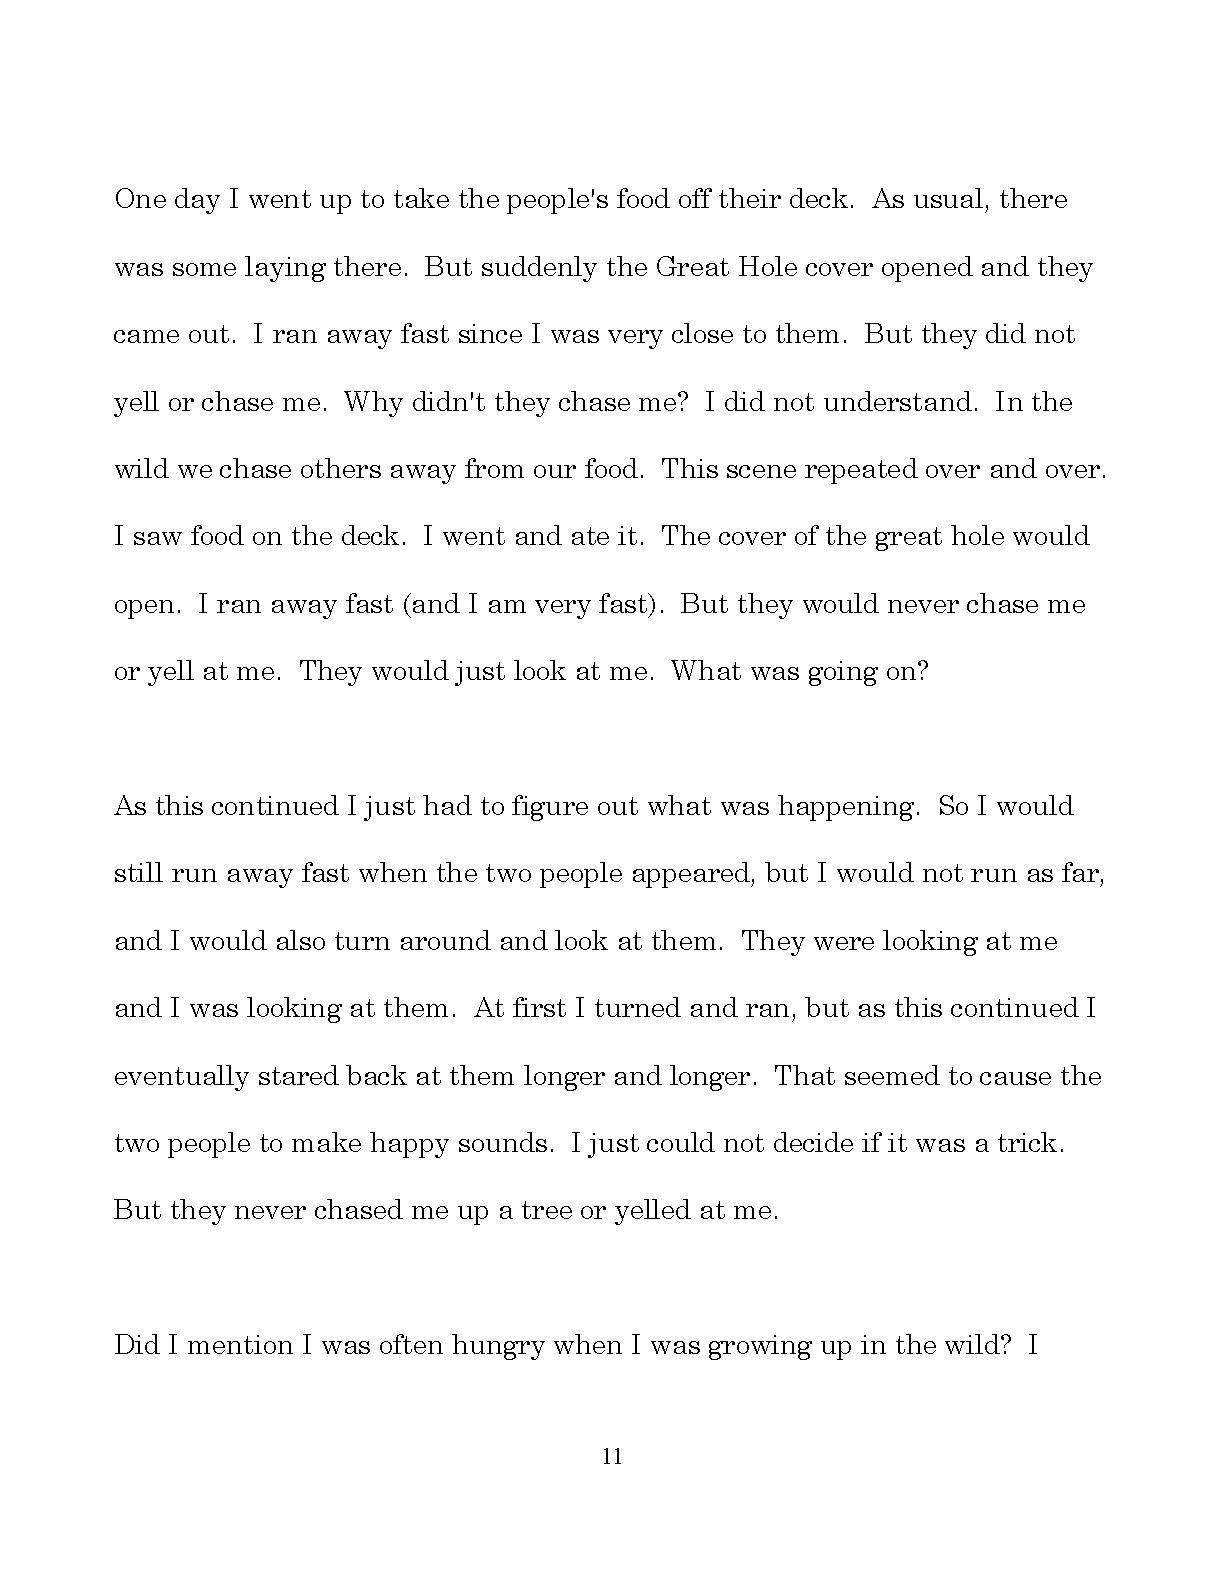 One day I went up to take the people's food off their deck.  As usual, there
was some laying there.  But suddenly the Great Hole cover opened and they
came out.  I ran away fast since I was very close to them.  But they did not
yell or chase me.  Why didn't they chase me?  I did not understand.  In the
wild we chase others away from our food.  This scene repeated over and over.
I saw food on the deck.  I went and ate it.  The cover of the great hole would
open.  I ran away fast (and I am very fast).  But they would never chase me
or yell at me.  They would just look at me.  What was going on?
As this continued I just had to figure out what was happening.  So I would
still run away fast when the two people appeared, but I would not run as far,
and I would also turn around and look at them.  They were looking at me
and I was looking at them.  At first I turned and ran, but as this continued I
eventually stared back at them longer and longer.  That seemed to cause the
two people to make happy sounds.  I just could not decide if it was a trick.
But they never chased me up a tree or yelled at me.
Did I mention I was often hungry when I was growing up in the wild?  I
11